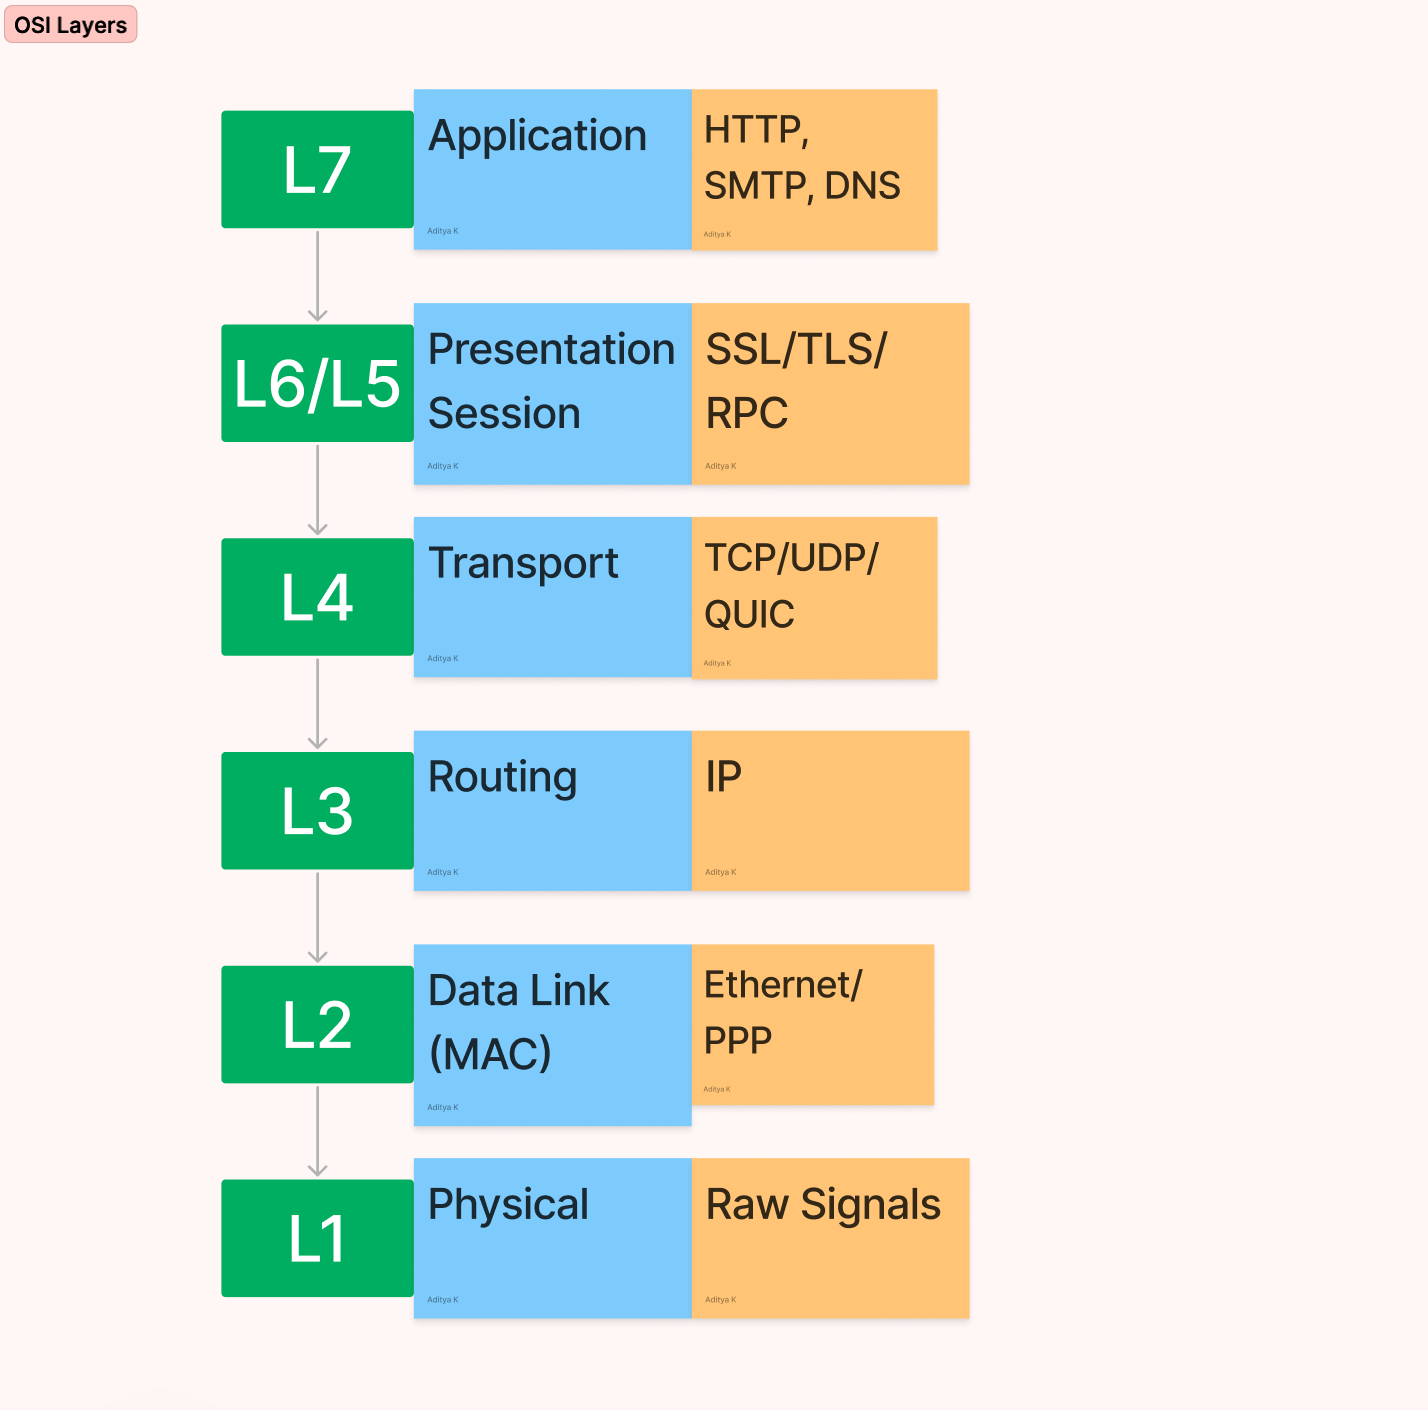 OSI Layers
L7
Application
Aditya K
HTTP,
SMTP, DNS
Aditya K
L6/L5
Presentation
Session
Aditya K
SSL/TLS/
RPC
Aditya K
L4
Transport
Aditya K
TCP/UDP/
QUIC
Aditya K
L3
Routing
Aditya K
IP
Aditya K
L2
Data Link
(MAC)
Aditya K
Ethernet/
PPP
Aditya K
L1
Physical
Aditya K
Raw Signals
Aditya K